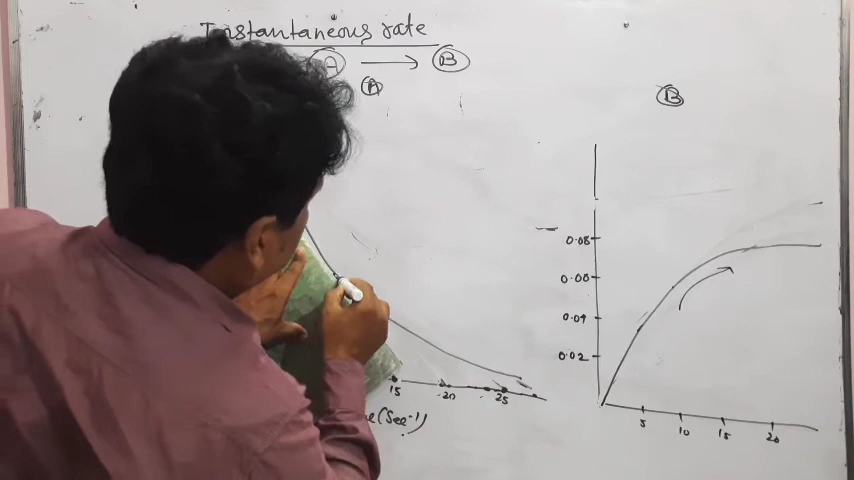 Instantaneous rate
A → B
A
B
0.08
0.06
0.04
0.02
15 20 25
(Sec⁻¹)
5 10 15 20